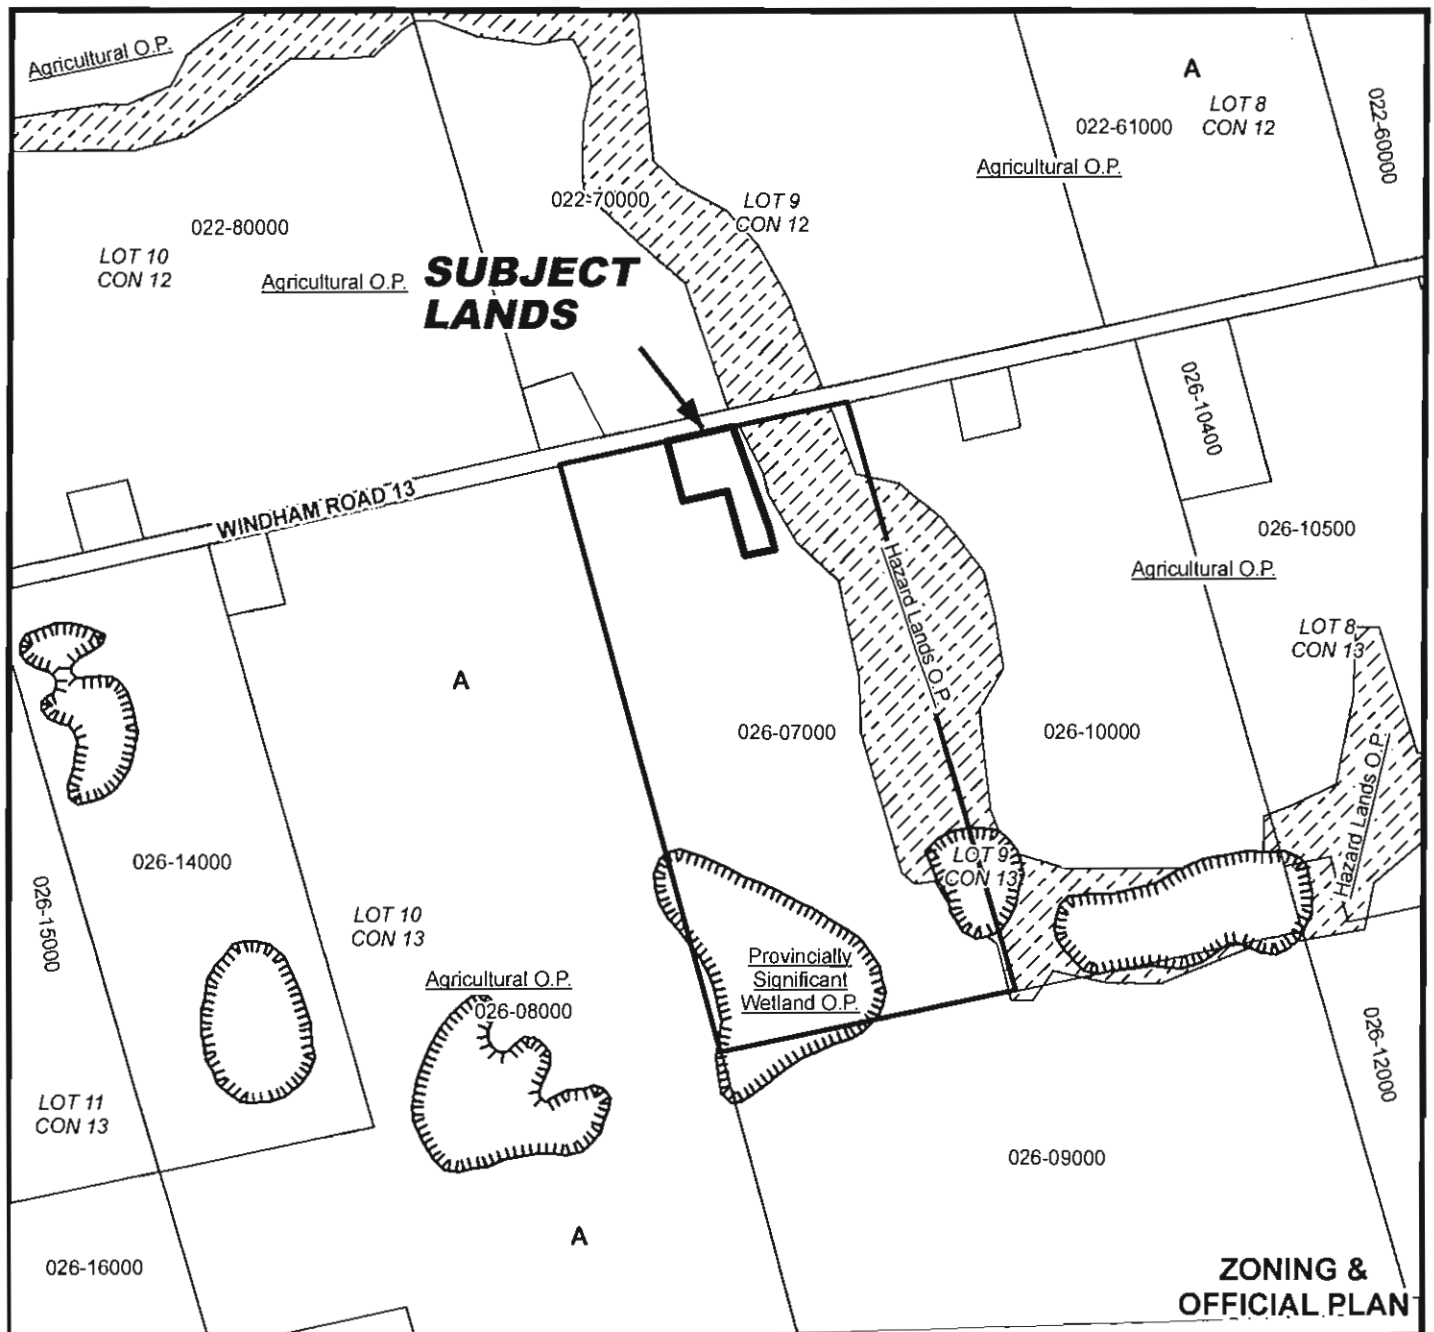 Agricultural O.P.
A
LOT 8
CON 12
022-61000
022-60000
Agricultural O.P.
022-70000
LOT 9
CON 12
022-80000
LOT 10
CON 12
Agricultural O.P.
SUBJECT
LANDS
026-10400
WINDHAM ROAD 13
026-10500
Agricultural O.P.
Hazard Lands O.P.
LOT 8
CON 13
A
026-07000
026-10000
Hazard Lands O.P.
026-14000
LOT 9
CON 13
026-15000
LOT 10
CON 13
Provincially
Significant
Wetland O.P.
Agricultural O.P.
026-08000
026-12000
LOT 11
CON 13
026-09000
A
026-16000
ZONING &
OFFICIAL PLAN